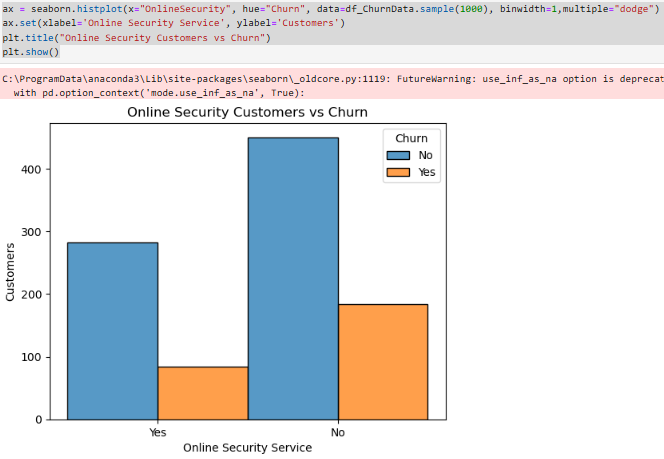 ax = seaborn.histplot(x="OnlineSecurity", hue="Churn", data=df_ChurnData.sample(1000), binwidth=1,multiple="dodge")
ax.set(xlabel='Online Security Service', ylabel='Customers')
plt.title("Online Security Customers vs Churn")
plt.show()
C:\ProgramData\anaconda3\Lib\site-packages\seaborn\_oldcore.py:1119: FutureWarning: use_inf_as_na option is deprecat
with pd.option_context('mode.use_inf_as_na', True):
Online Security Customers vs Churn
Churn
No
Yes
400
300
200
100
0
Customers
Yes
No
Online Security Service